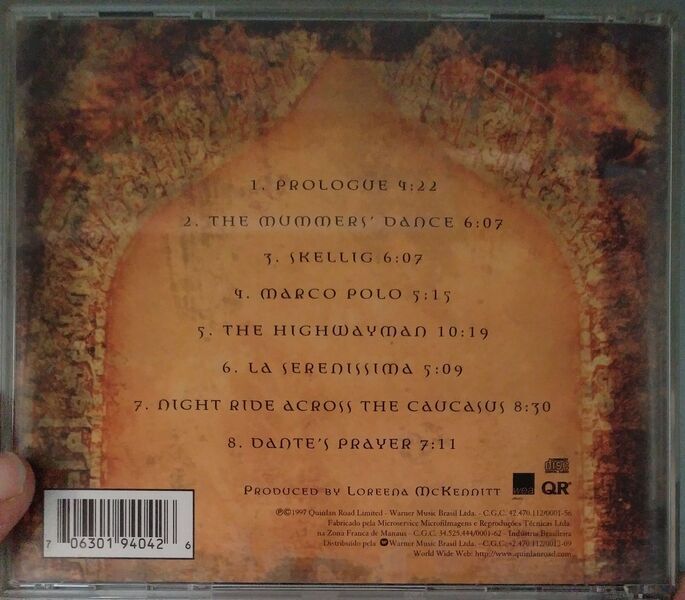 1. PROLOGUE 4:22
2. THE MUMMERS' DANCE 6:07
3. SKELLIG 6:07
4. MARCO POLO 5:15
5. THE HIGHWAYMAN 10:19
6. LA SERENISSIMA 5:09
7. NIGHT RIDE ACROSS THE CAUCASUS 8:30
8. DANTE'S PRAYER 7:11
PRODUCED BY LOREENA MCKENNITT
QR
℗©1997 Quinlan Road Limited - Warner Music Brasil Ltda. - C.G.C. 42.470.112/0001-56
Fabricado pela Microservice Microfilmagens e Reproduções Técnicas Ltda.
na Zona Franca de Manaus - C.G.C. 34.525.444/0001-62 - Indústria Brasileira
Distribuído pela Warner Music Brasil Ltda. - C.G.C. 42.470.112/0012-09
World Wide Web: http://www.quinlanroad.com
7 06301 94042 6